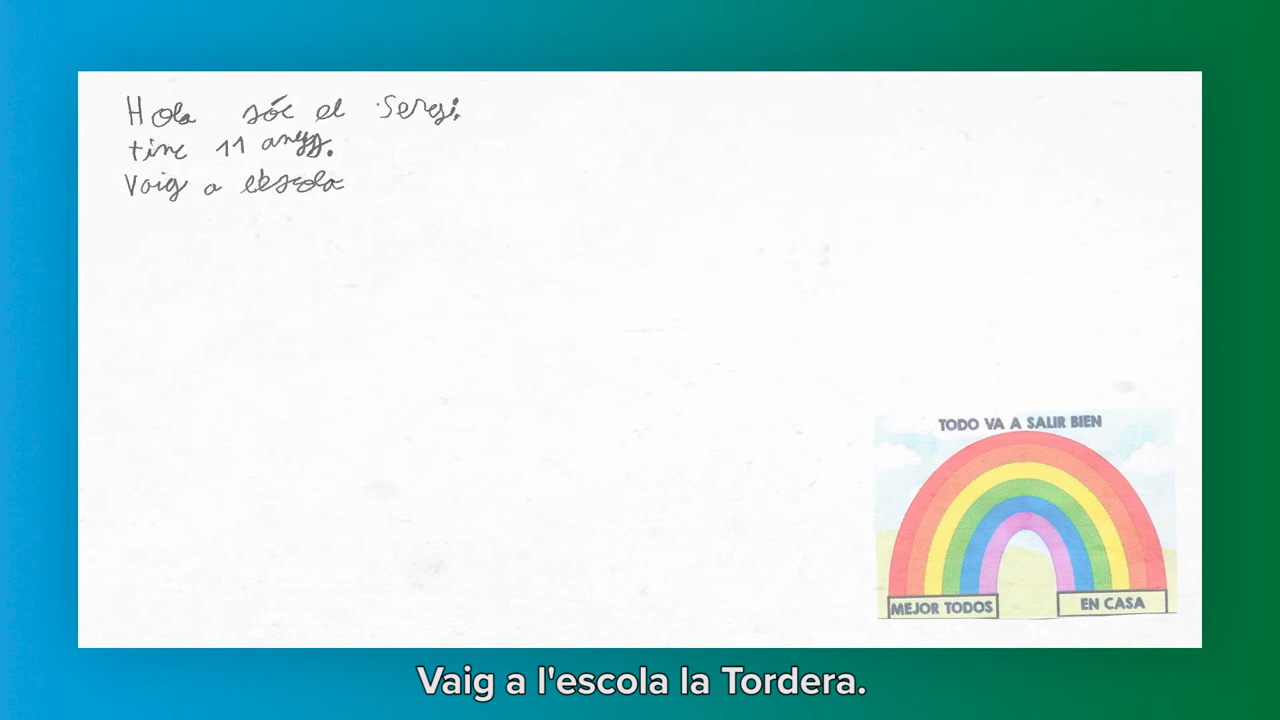 Hola sóc el Sergi.
tinc 11 anys.
Vaig a l'escola
TODO VA A SALIR BIEN
MEJOR TODOS
EN CASA
Vaig a l'escola la Tordera.